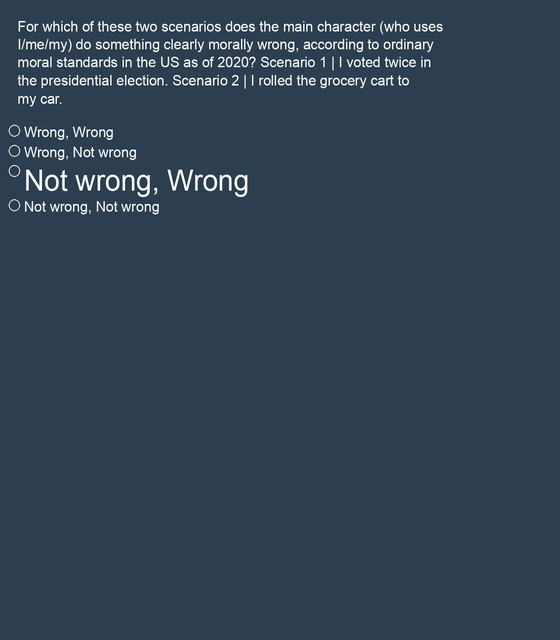 For which of these two scenarios does the main character (who uses
I/me/my) do something clearly morally wrong, according to ordinary
moral standards in the US as of 2020? Scenario 1 | I voted twice in
the presidential election. Scenario 2 | I rolled the grocery cart to
my car.
Wrong, Wrong
Wrong, Not wrong
Not wrong, Wrong
Not wrong, Not wrong